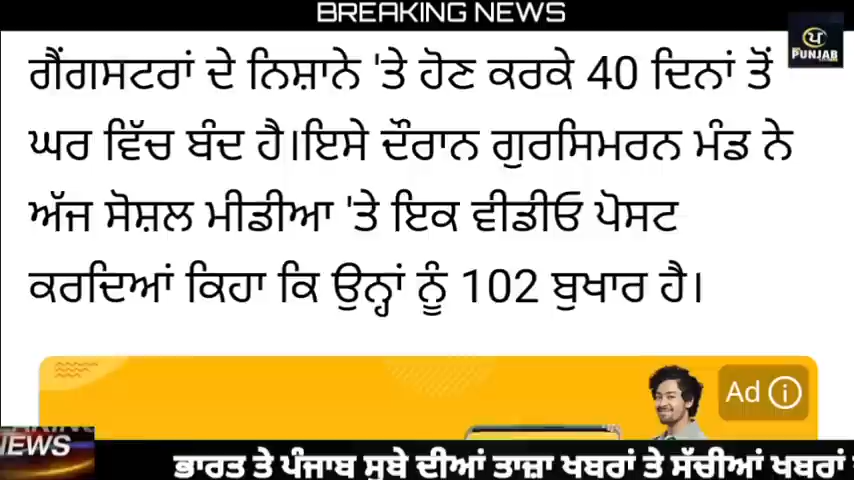 BREAKING NEWS
ਪ
PUNJAB
ਗੈਂਗਸਟਰਾਂ ਦੇ ਨਿਸ਼ਾਨੇ 'ਤੇ ਹੋਣ ਕਰਕੇ 40 ਦਿਨਾਂ ਤੋਂ
ਘਰ ਵਿੱਚ ਬੰਦ ਹੈ।ਇਸੇ ਦੌਰਾਨ ਗੁਰਸਿਮਰਨ ਮੰਡ ਨੇ
ਅੱਜ ਸੋਸ਼ਲ ਮੀਡੀਆ 'ਤੇ ਇਕ ਵੀਡੀਓ ਪੋਸਟ
ਕਰਦਿਆਂ ਕਿਹਾ ਕਿ ਉਨ੍ਹਾਂ ਨੂੰ 102 ਬੁਖਾਰ ਹੈ।
Ad
NEWS
ਭਾਰਤ ਤੇ ਪੰਜਾਬ ਸੂਬੇ ਦੀਆਂ ਤਾਜ਼ਾ ਖਬਰਾਂ ਤੇ ਸੱਚੀਆਂ ਖਬਰਾਂ